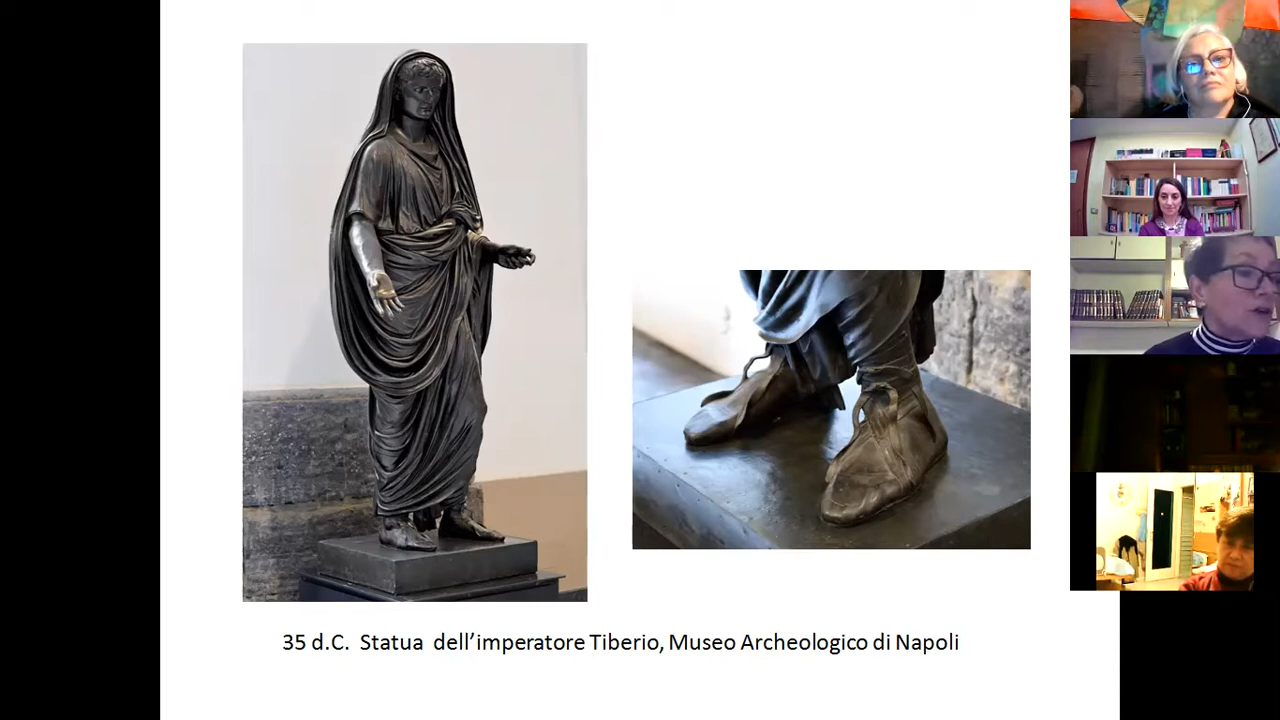 35 d.C. Statua dell’imperatore Tiberio, Museo Archeologico di Napoli